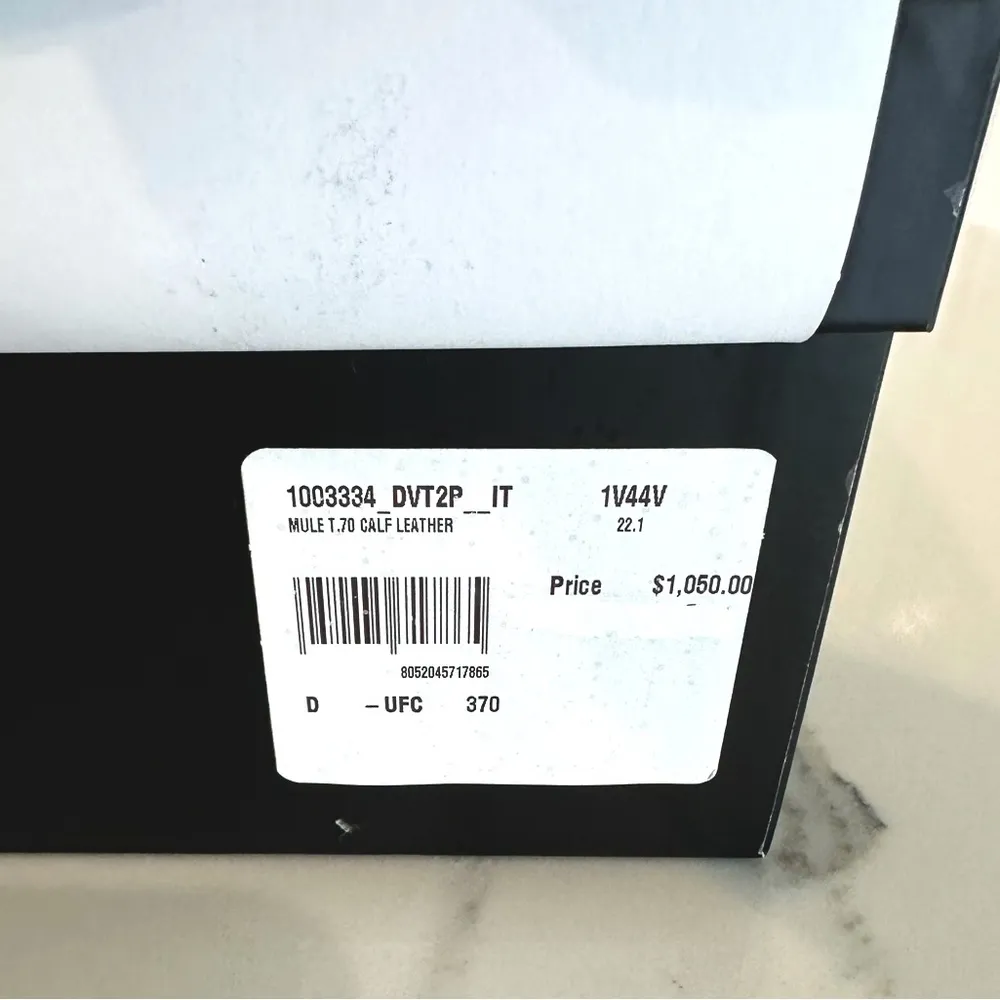 1003334_DVT2P__IT 1V44V
MULE T.70 CALF LEATHER 22.1
Price $1,050.00
8052045717865
D – UFC 370